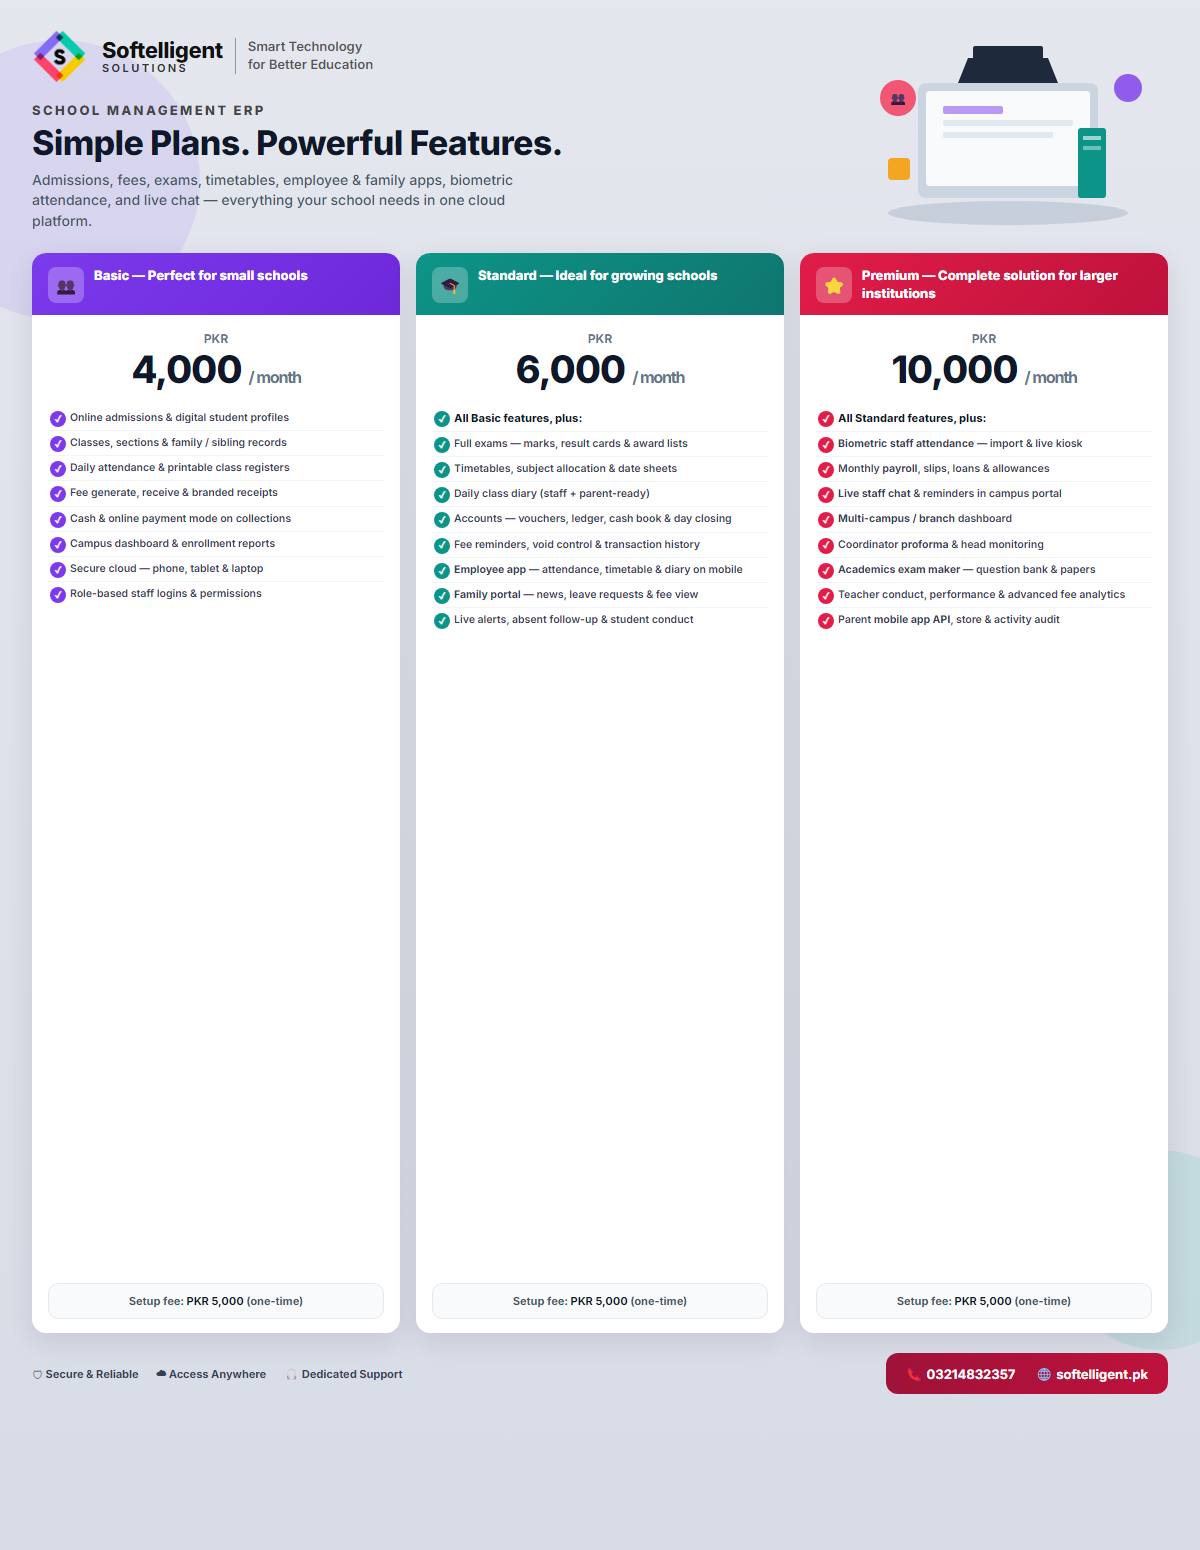 Softelligent
SOLUTIONS
Smart Technology
for Better Education
SCHOOL MANAGEMENT ERP
Simple Plans. Powerful Features.
Admissions, fees, exams, timetables, employee & family apps, biometric
attendance, and live chat — everything your school needs in one cloud
platform.
Basic — Perfect for small schools
PKR
4,000 / month
Online admissions & digital student profiles
Classes, sections & family / sibling records
Daily attendance & printable class registers
Fee generate, receive & branded receipts
Cash & online payment mode on collections
Campus dashboard & enrollment reports
Secure cloud — phone, tablet & laptop
Role-based staff logins & permissions
Setup fee: PKR 5,000 (one-time)
Standard — Ideal for growing schools
PKR
6,000 / month
All Basic features, plus:
Full exams — marks, result cards & award lists
Timetables, subject allocation & date sheets
Daily class diary (staff + parent-ready)
Accounts — vouchers, ledger, cash book & day closing
Fee reminders, void control & transaction history
Employee app — attendance, timetable & diary on mobile
Family portal — news, leave requests & fee view
Live alerts, absent follow-up & student conduct
Setup fee: PKR 5,000 (one-time)
Premium — Complete solution for larger
institutions
PKR
10,000 / month
All Standard features, plus:
Biometric staff attendance — import & live kiosk
Monthly payroll, slips, loans & allowances
Live staff chat & reminders in campus portal
Multi-campus / branch dashboard
Coordinator proforma & head monitoring
Academics exam maker — question bank & papers
Teacher conduct, performance & advanced fee analytics
Parent mobile app API, store & activity audit
Setup fee: PKR 5,000 (one-time)
Secure & Reliable Access Anywhere Dedicated Support
03214832357 softelligent.pk